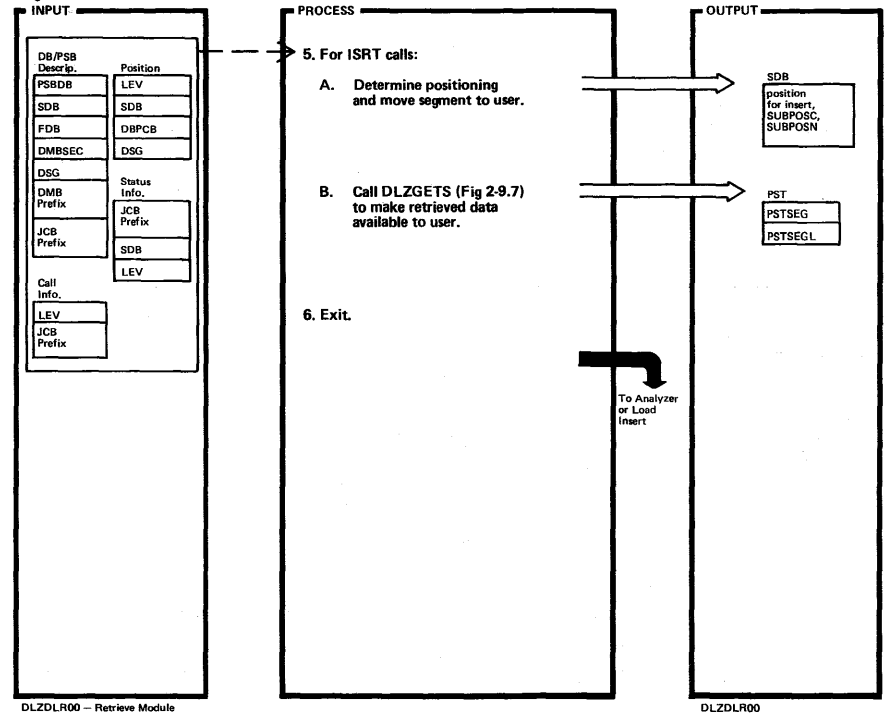 INPUT
DB/PSB
Descrip.
PSBDB
SDB
FDB
DMBSEC
DSG
DMB
Prefix
JCB
Prefix
Position
LEV
SDB
DBPCB
DSG
Status
Info.
JCB
Prefix
SDB
LEV
Call
Info.
LEV
JCB
Prefix
PROCESS
5. For ISRT calls:
A. Determine positioning
and move segment to user.
B. Call DLZGETS (Fig 2-9.7)
to make retrieved data
available to user.
6. Exit.
To Analyzer
or Load
Insert
OUTPUT
SDB
position
for insert,
SUBPOSC,
SUBPOSN
PST
PSTSEG
PSTSEGL
DLZDLR00 – Retrieve Module
DLZDLR00